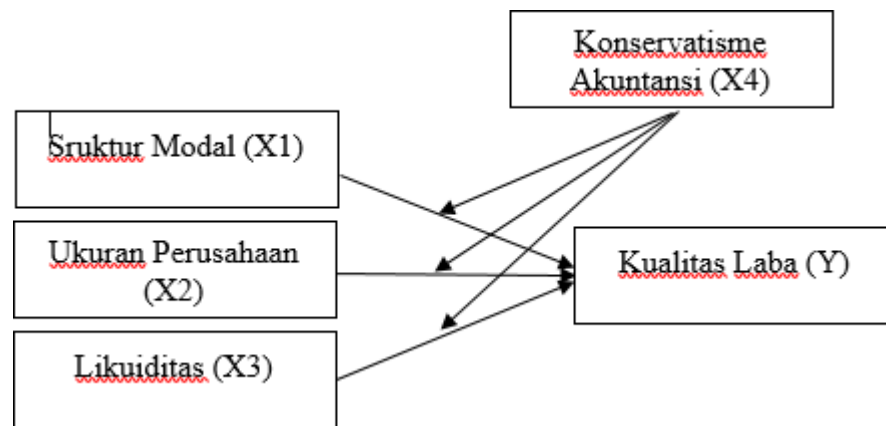 Konservatisme
Akuntansi (X4)
Sruktur Modal (X1)
Ukuran Perusahaan
(X2)
Kualitas Laba (Y)
Likuiditas (X3)